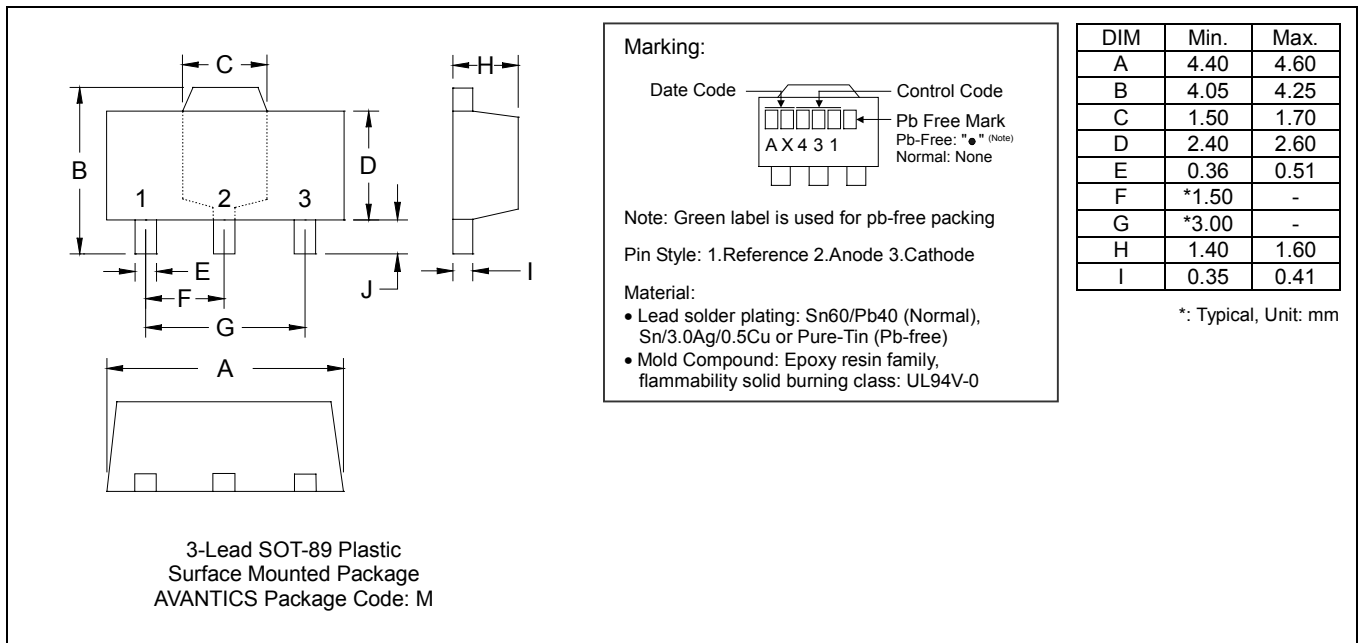 C
H
B
D
1
2
3
E
J
I
F
G
A
3-Lead SOT-89 Plastic
Surface Mounted Package
AVANTICS Package Code: M
Marking:
Date Code
Control Code
Pb Free Mark
Pb-Free: "●" (Note)
Normal: None
A X 4 3 1
Note: Green label is used for pb-free packing
Pin Style: 1.Reference 2.Anode 3.Cathode
Material:
• Lead solder plating: Sn60/Pb40 (Normal),
Sn/3.0Ag/0.5Cu or Pure-Tin (Pb-free)
• Mold Compound: Epoxy resin family,
flammability solid burning class: UL94V-0
DIM Min. Max.
A 4.40 4.60
B 4.05 4.25
C 1.50 1.70
D 2.40 2.60
E 0.36 0.51
F *1.50 -
G *3.00 -
H 1.40 1.60
I 0.35 0.41
*: Typical, Unit: mm